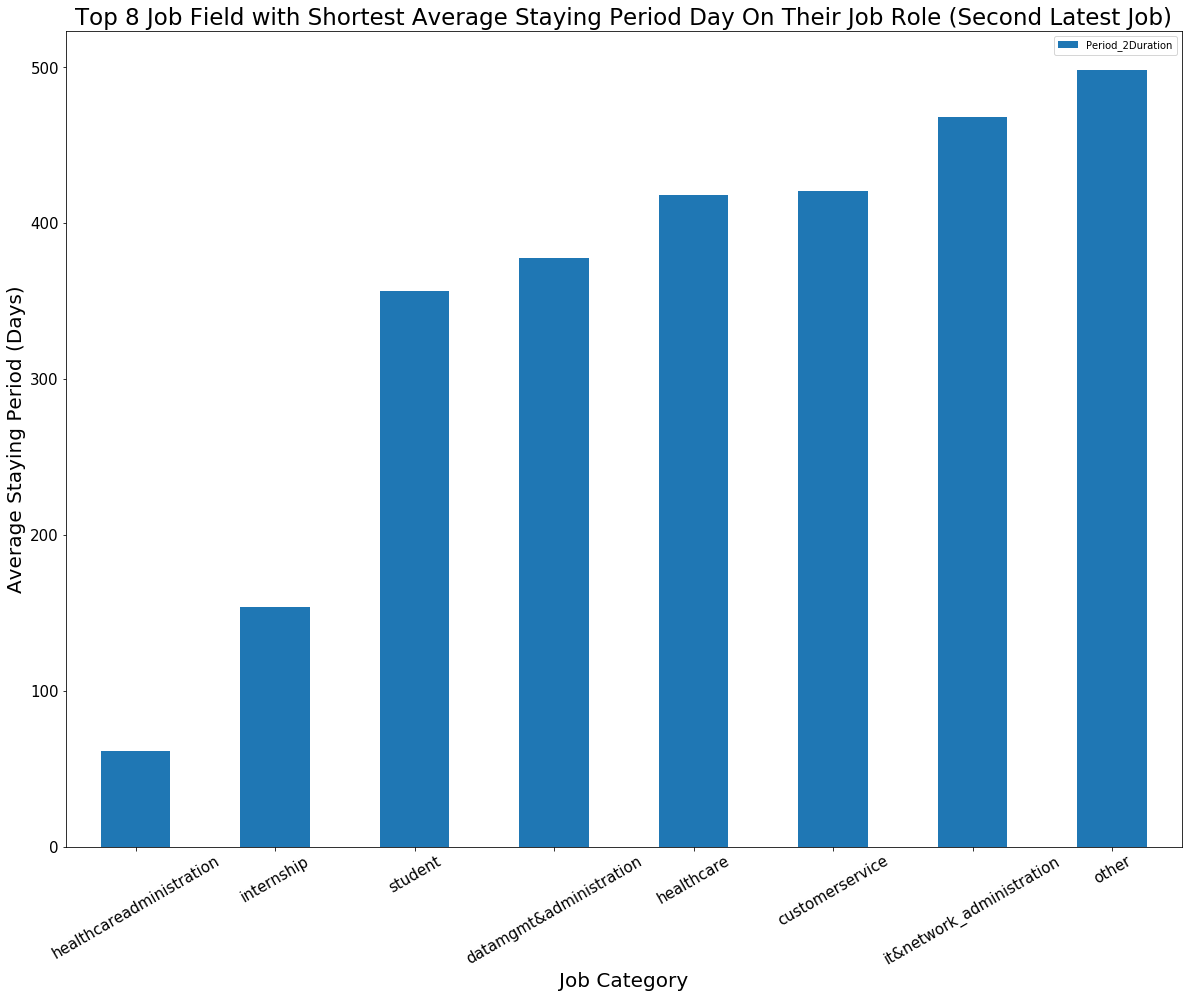 Top 8 Job Field with Shortest Average Staying Period Day On Their Job Role (Second Latest Job)
Period_2Duration
Average Staying Period (Days)
500
400
300
200
100
0
healthcareadministration
internship
student
datamgmt&administration
healthcare
customerservice
it&network_administration
other
Job Category